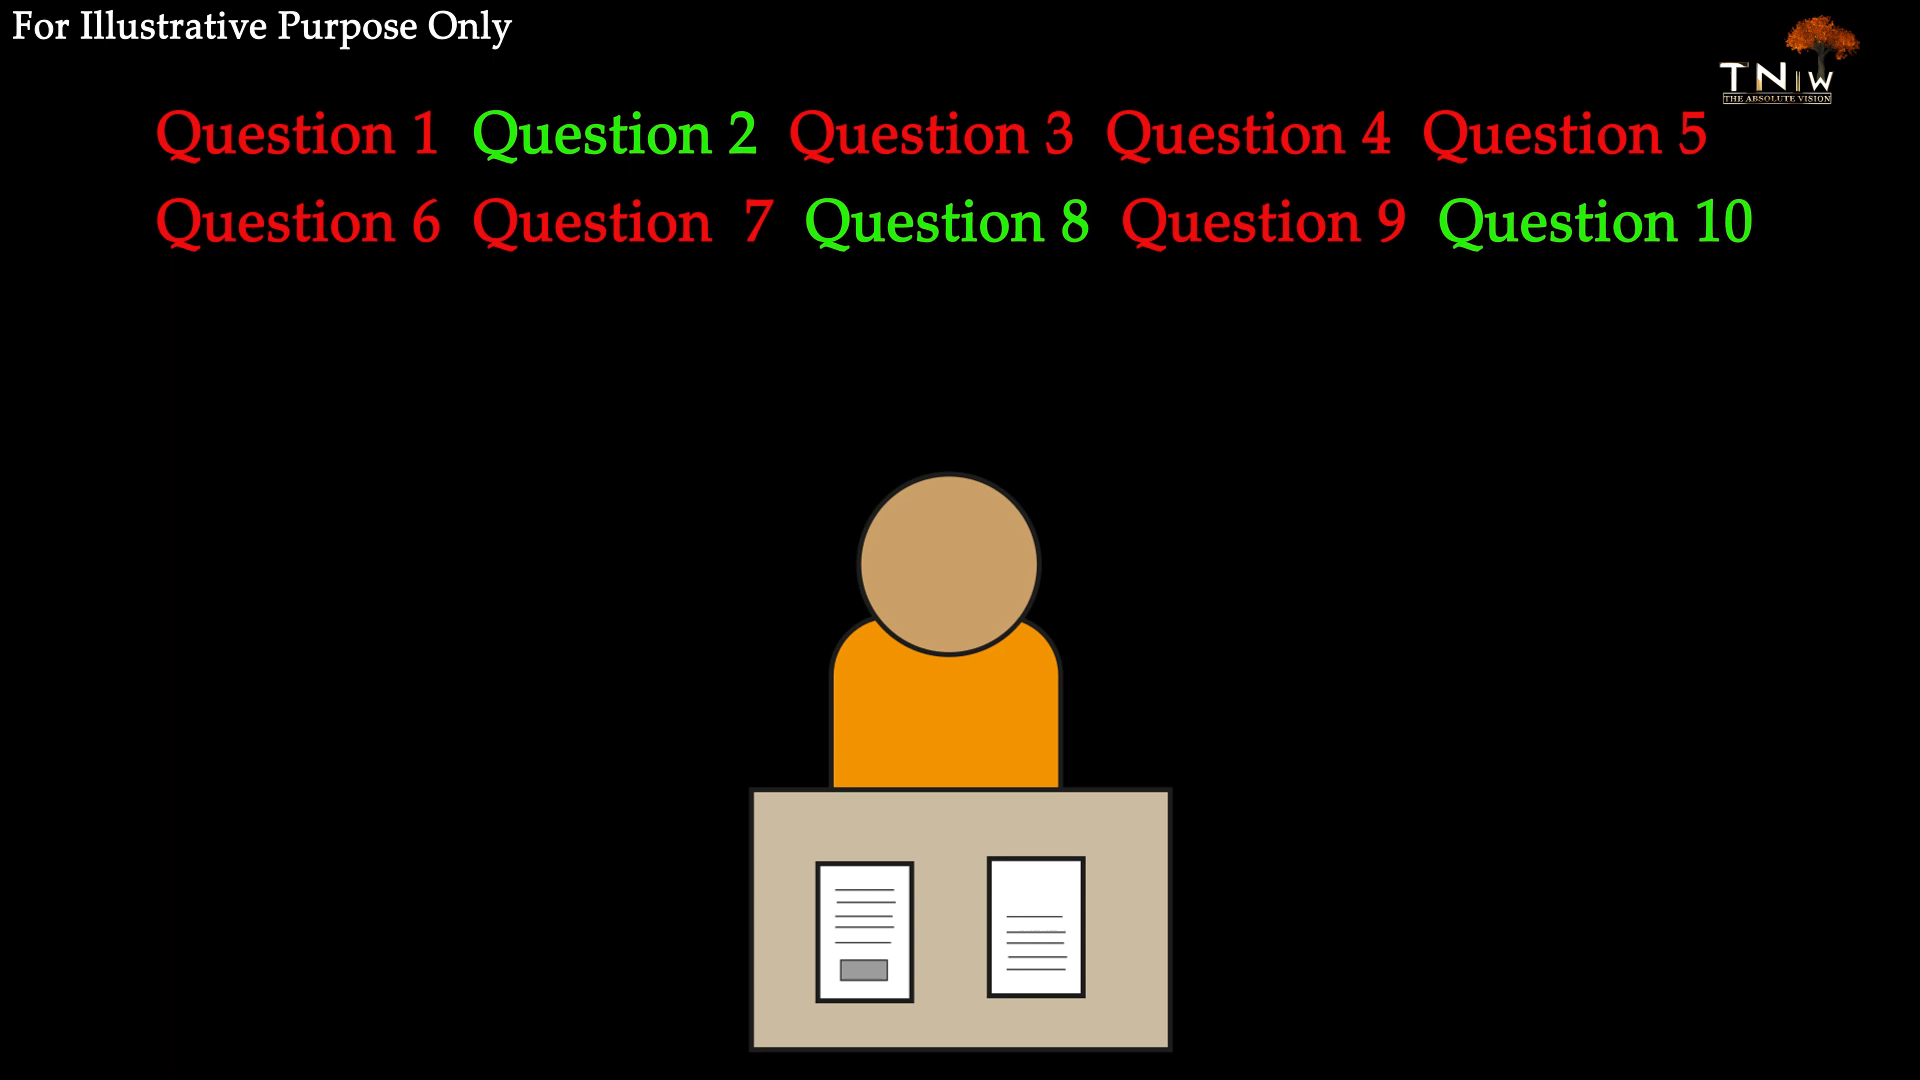 For Illustrative Purpose Only
TNIW
THE ABSOLUTE VISION
Question 1 Question 2 Question 3 Question 4 Question 5
Question 6 Question 7 Question 8 Question 9 Question 10